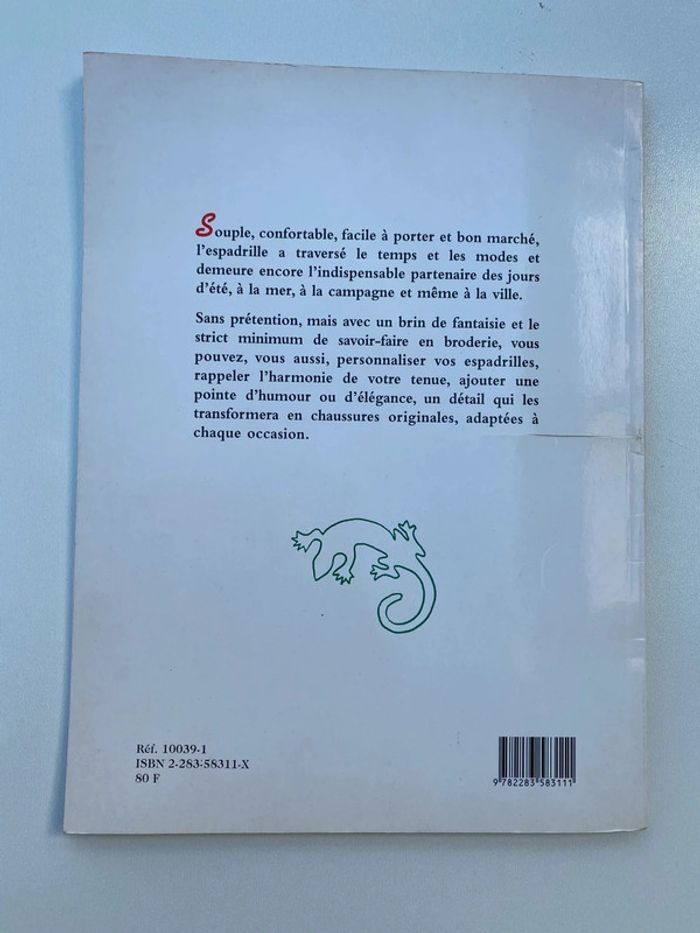 Souple, confortable, facile à porter et bon marché,
l'espadrille a traversé le temps et les modes et
demeure encore l'indispensable partenaire des jours
d'été, à la mer, à la campagne et même à la ville.
Sans prétention, mais avec un brin de fantaisie et le
strict minimum de savoir-faire en broderie, vous
pouvez, vous aussi, personnaliser vos espadrilles,
rappeler l'harmonie de votre tenue, ajouter une
pointe d'humour ou d'élégance, un détail qui les
transformera en chaussures originales, adaptées à
chaque occasion.
Réf. 10039-1
ISBN 2-283-58311-X
80 F
9 782283 583111